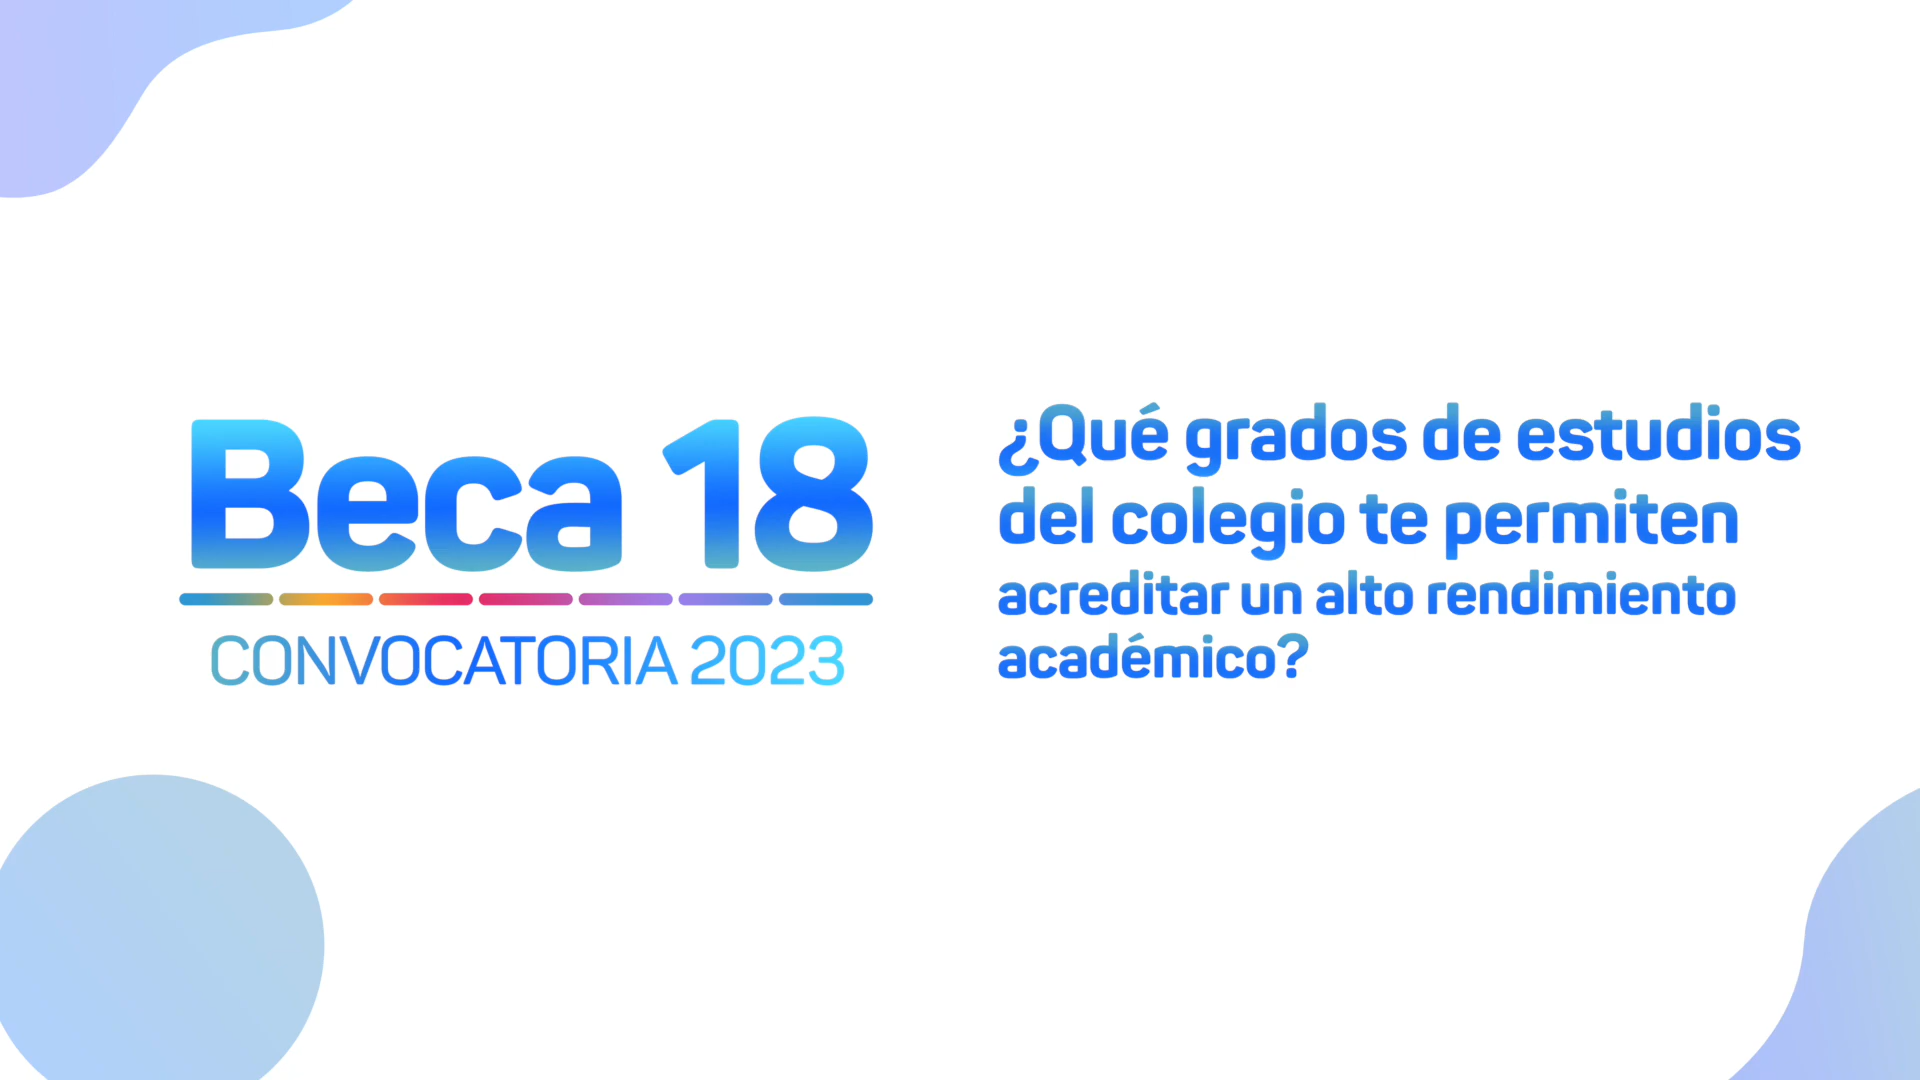 Beca 18
CONVOCATORIA 2023
¿Qué grados de estudios
del colegio te permiten
acreditar un alto rendimiento
académico?